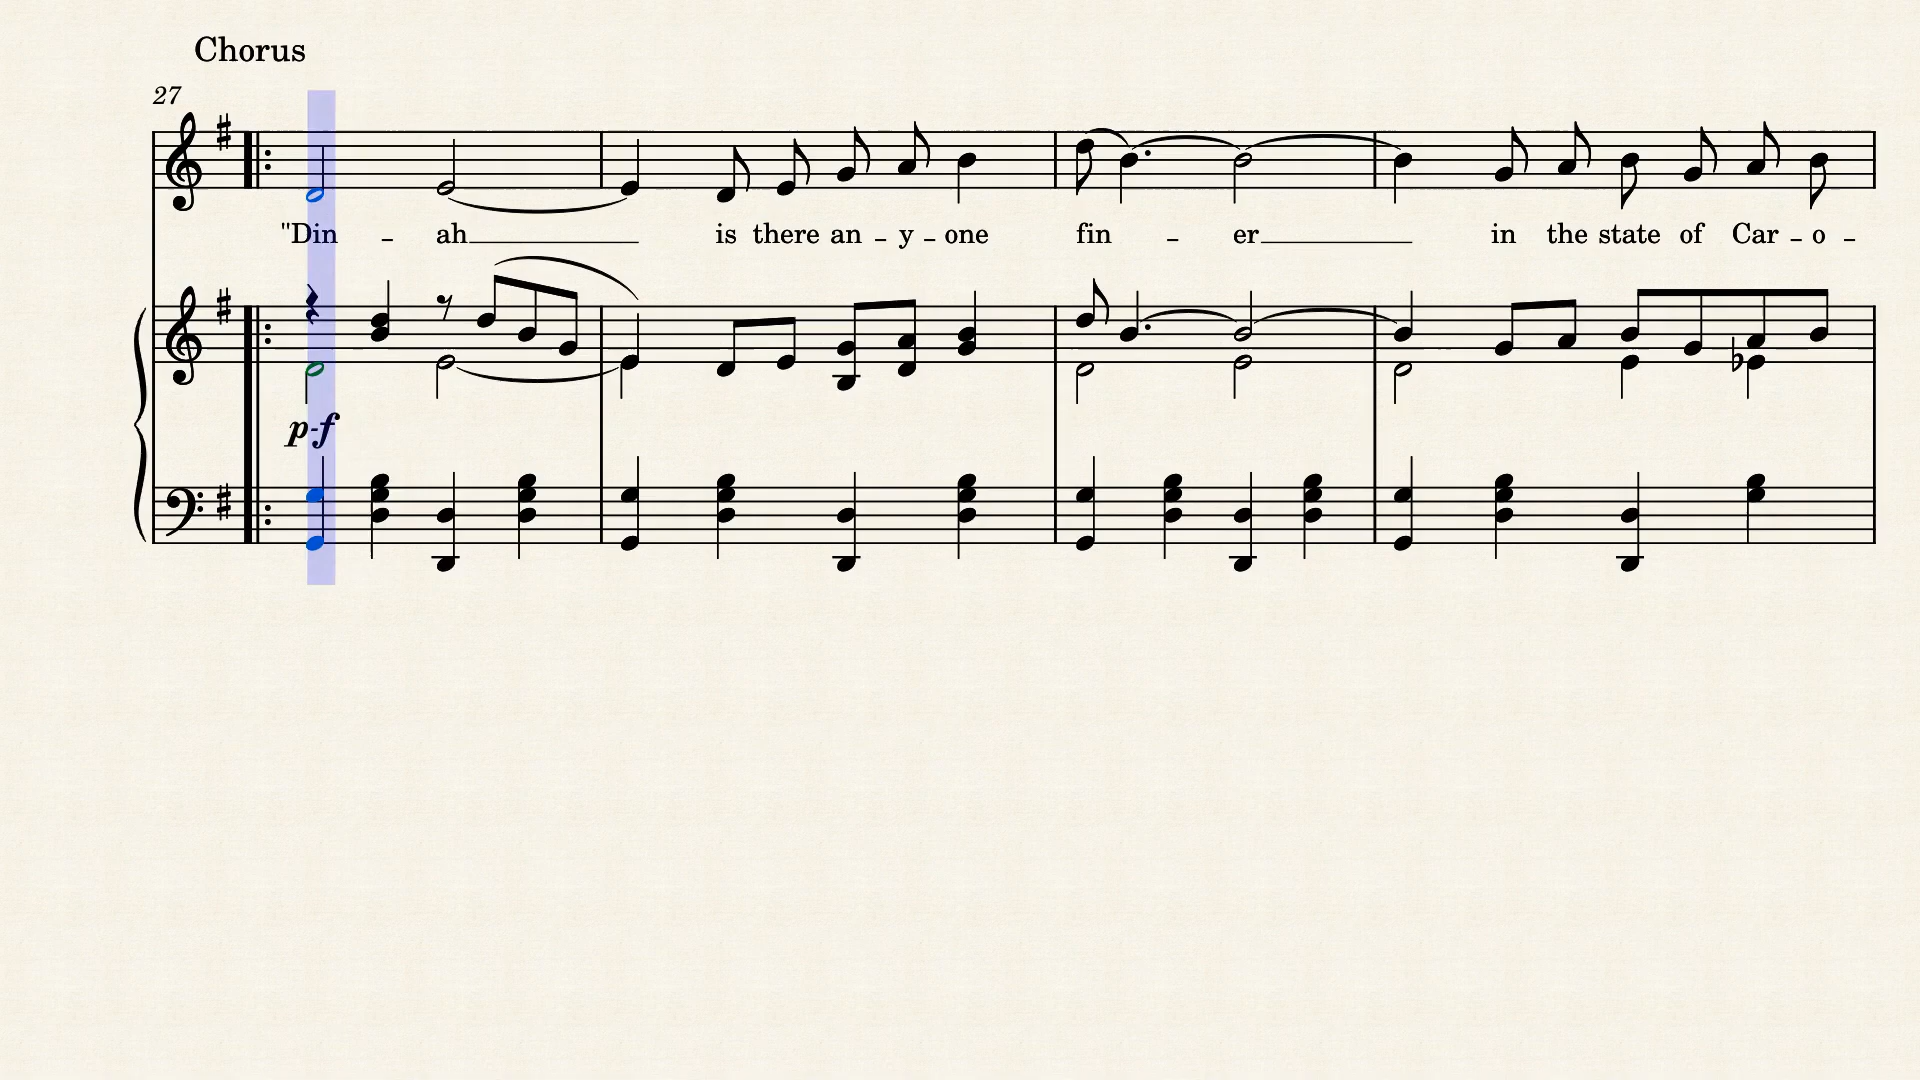 Chorus
27
"Din - ah is there an - y - one fin - er in the state of Car - o -
p-f